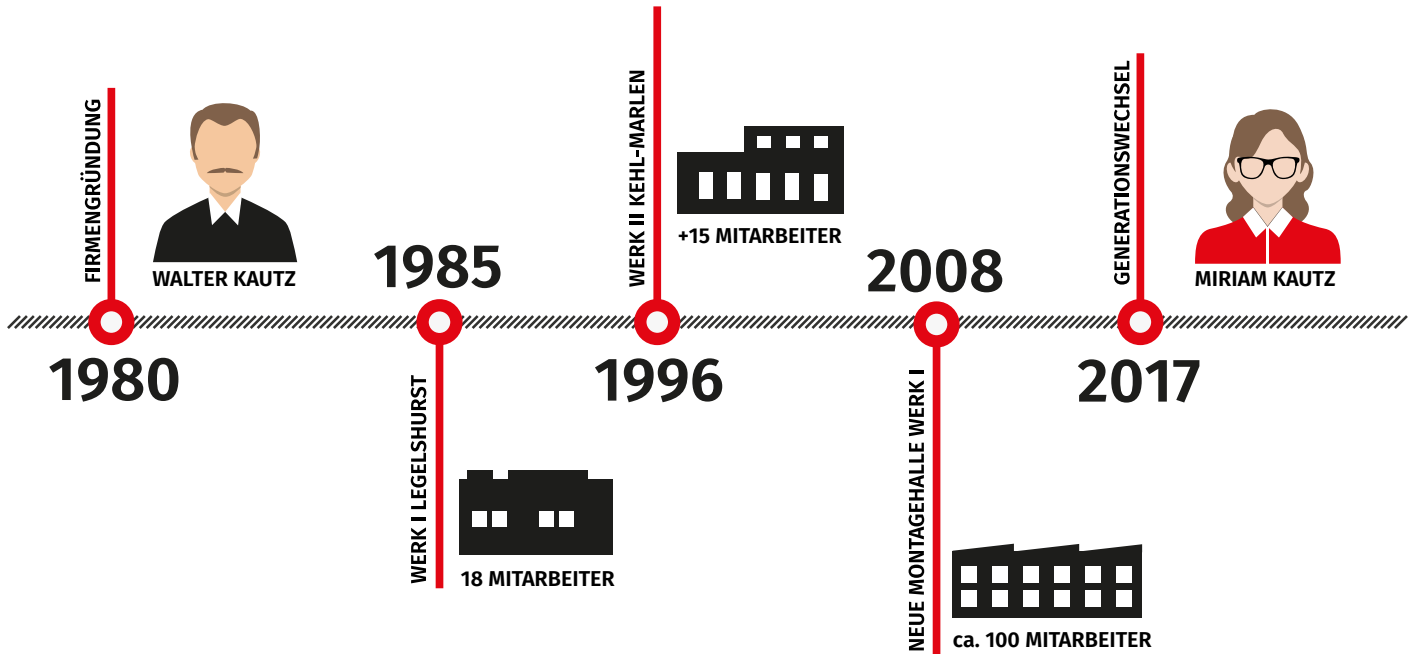 FIRMENGRÜNDUNG
WALTER KAUTZ
1980
1985
WERK I LEGELSHURST
18 MITARBEITER
WERK II KEHL-MARLEN
+15 MITARBEITER
1996
2008
NEUE MONTAGEHALLE WERK I
ca. 100 MITARBEITER
GENERATIONSWECHSEL
MIRIAM KAUTZ
2017